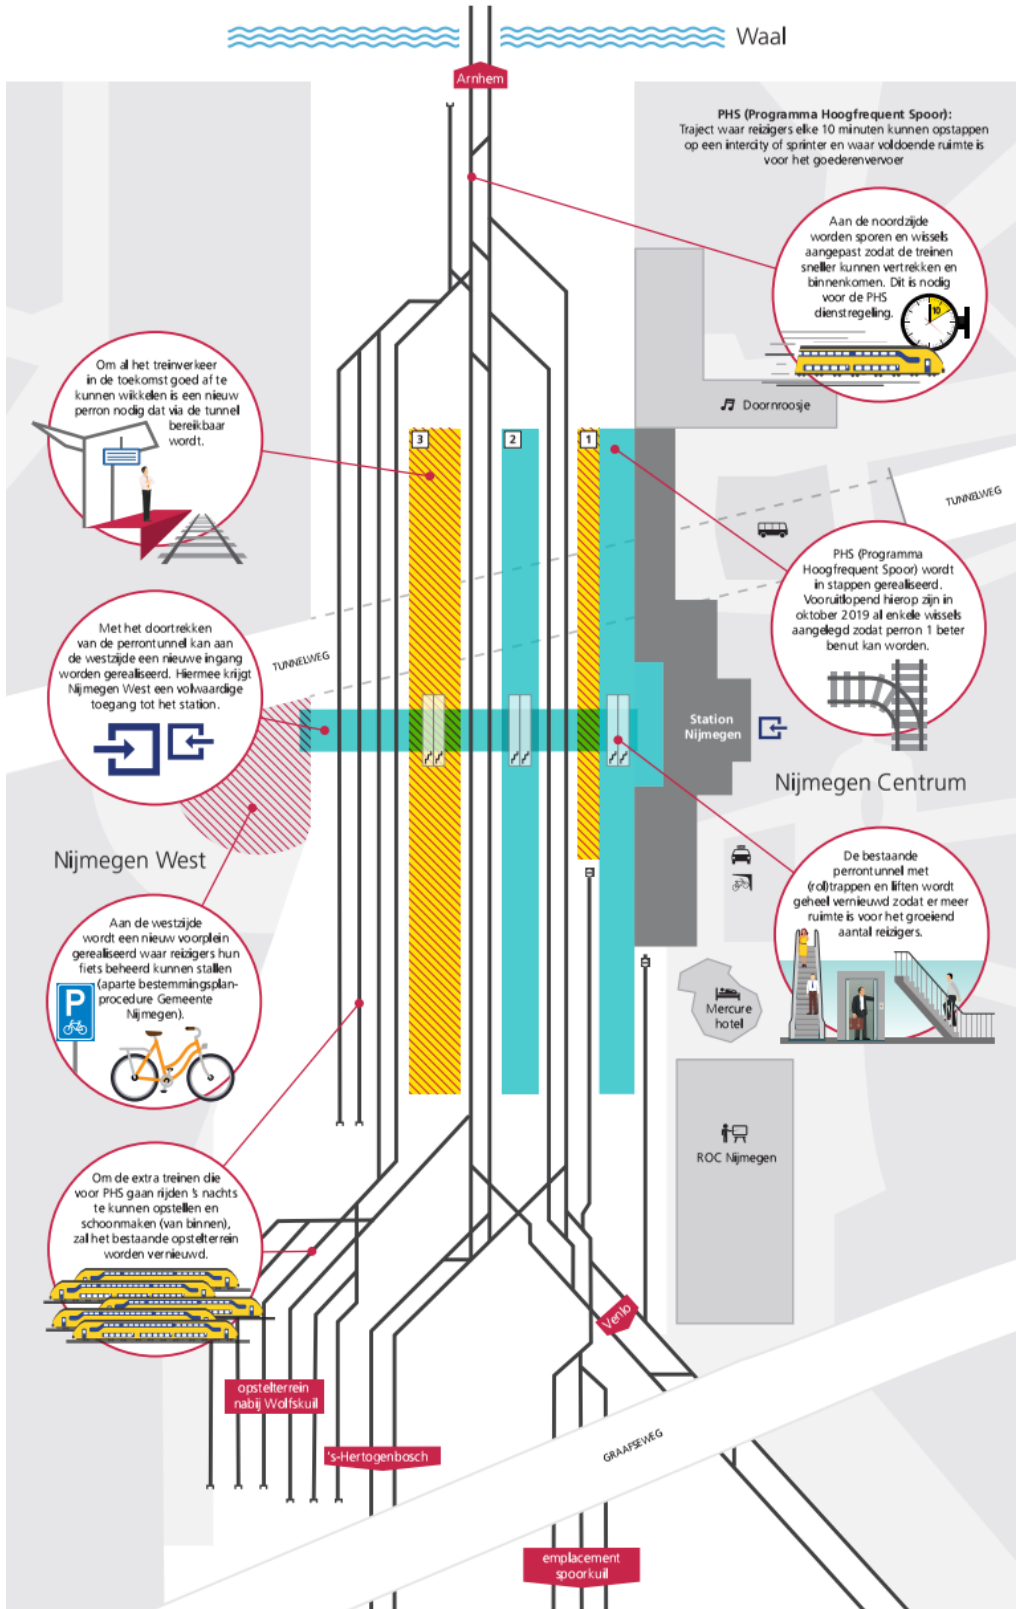 Waal
Arnhem
PHS (Programma Hoogfrequent Spoor):
Traject waar reizigers elke 10 minuten kunnen opstappen
op een intercity of sprinter en waar voldoende ruimte is
voor het goederenvervoer
Aan de noordzijde
worden sporen en wissels
aangepast zodat de treinen
sneller kunnen vertrekken en
binnenkomen. Dit is nodig
voor de PHS
dienstregeling.
10
Om al het treinverkeer
in de toekomst goed af te
kunnen wikkelen is een nieuw
perron nodig dat via de tunnel
bereikbaar
wordt.
Doornroosje
3
2
1
TUNNELWEG
PHS (Programma
Hoogfrequent Spoor) wordt
in stappen gerealiseerd.
Vooruitlopend hierop zijn in
oktober 2019 al enkele wissels
aangelegd zodat perron 1 beter
benut kan worden.
Met het doortrekken
van de perrontunnel kan aan
de westzijde een nieuwe ingang
worden gerealiseerd. Hiermee krijgt
Nijmegen West een volwaardige
toegang tot het station.
TUNNELWEG
Station
Nijmegen
Nijmegen Centrum
Nijmegen West
De bestaande
perrontunnel met
(rol)trappen en liften wordt
geheel vernieuwd zodat er meer
ruimte is voor het groeiend
aantal reizigers.
Aan de westzijde
wordt een nieuw voorplein
gerealiseerd waar reizigers hun
fiets beheerd kunnen stallen
(aparte bestemmingsplan-
procedure Gemeente
Nijmegen).
P
Mercure
hotel
ROC Nijmegen
Om de extra treinen die
voor PHS gaan rijden 's nachts
te kunnen opstellen en
schoonmaken (van binnen),
zal het bestaande opstelterrein
worden vernieuwd.
Venlo
opstelterrein
nabij Wolfskuil
's-Hertogenbosch
GRAAFSEWEG
emplacement
spoorkuil